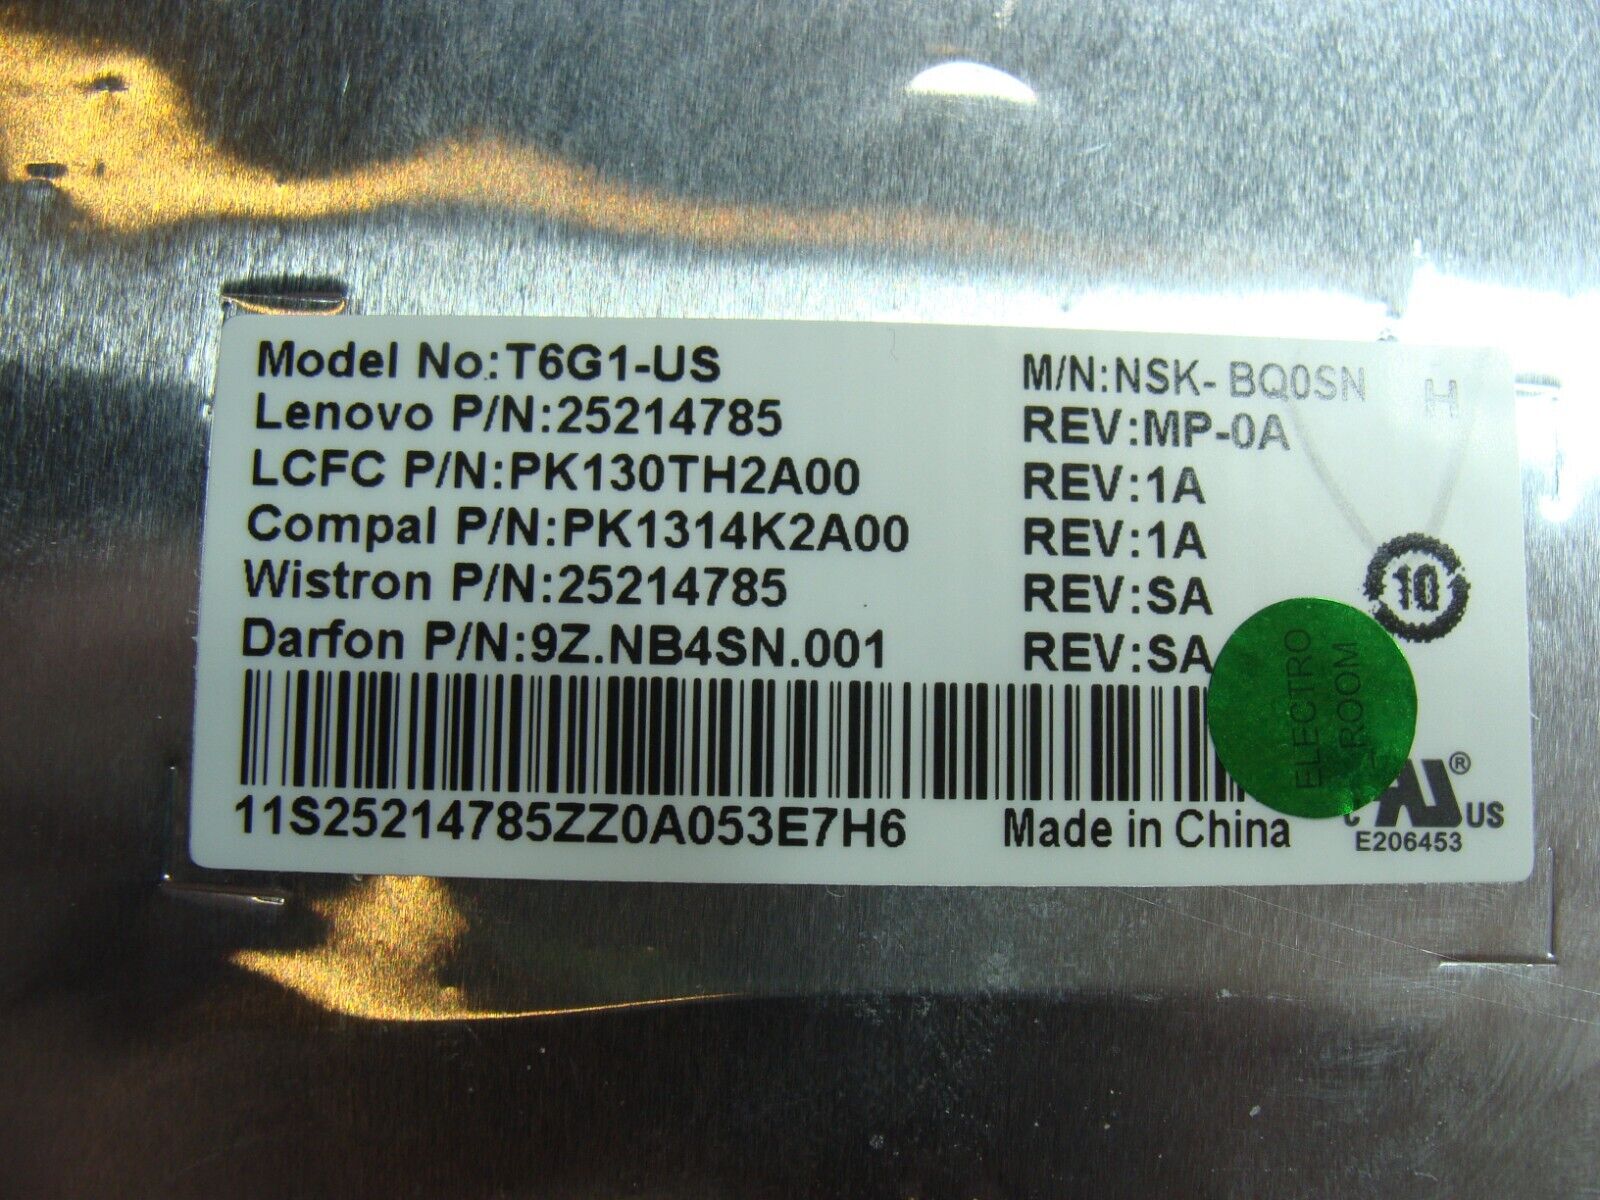 Model No:T6G1-US M/N:NSK- BQ0SN H
Lenovo P/N:25214785 REV:MP-0A
LCFC P/N:PK130TH2A00 REV:1A
Compal P/N:PK1314K2A00 REV:1A
Wistron P/N:25214785 REV:SA
Darfon P/N:9Z.NB4SN.001 REV:SA
10
ELECTRO
ROOM
11S25214785ZZ0A053E7H6 Made in China
c US ®
E206453